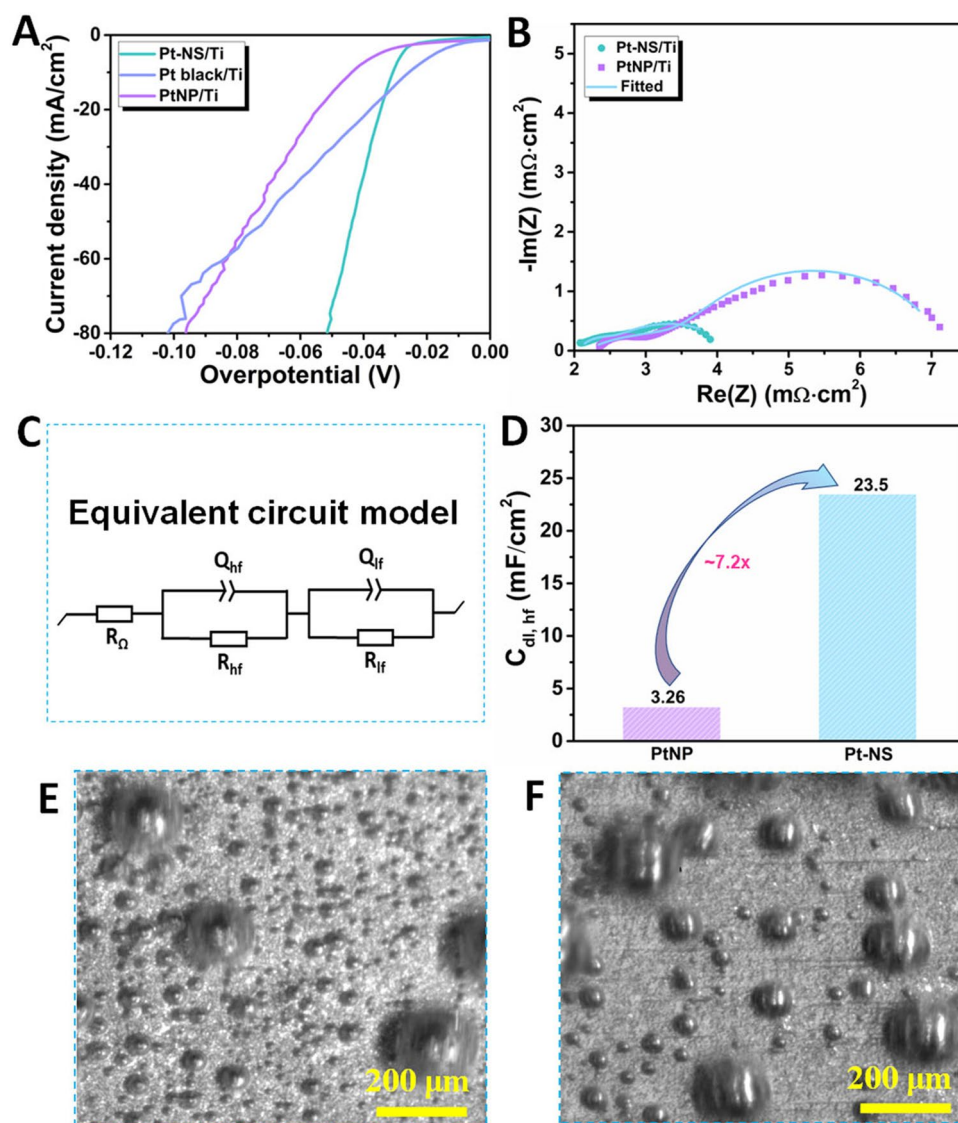 A
Current density (mA/cm²)
0
-20
-40
-60
-80
Pt-NS/Ti
Pt black/Ti
PtNP/Ti
-0.12 -0.10 -0.08 -0.06 -0.04 -0.02 0.00
Overpotential (V)
B
-Im(Z) (mΩ·cm²)
5
4
3
2
1
0
Pt-NS/Ti
PtNP/Ti
Fitted
2 3 4 5 6 7
Re(Z) (mΩ·cm²)
C
Equivalent circuit model
Qhf Qlf
RΩ
Rhf Rlf
D
Cdl, hf (mF/cm²)
30
25
20
15
10
5
0
23.5
~7.2x
3.26
PtNP Pt-NS
E
200 μm
F
200 μm